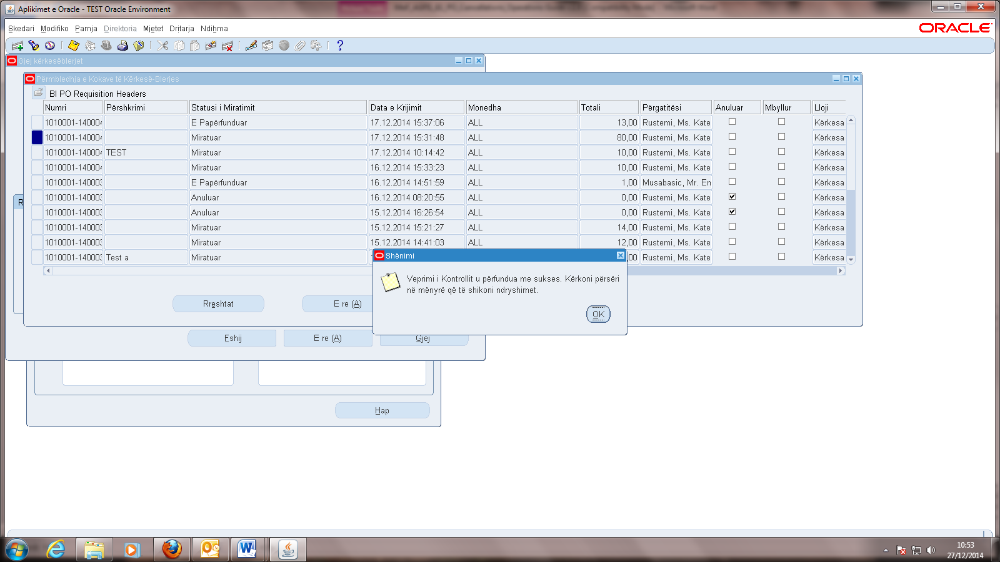 Aplikimet e Oracle - TEST Oracle Environment
Skedari Modifiko Pamja Direktoria Mjetet Dritarja Ndihma
ORACLE
Gjej kërkesëblerjet
Përmbledhja e Kokave të Kërkesë-Blerjes
BI PO Requisition Headers
Numri Përshkrimi Statusi i Miratimit Data e Krijimit Monedha Totali Përgatitësi Anuluar Mbyllur Lloji
1010001-14000 E Papërfunduar 17.12.2014 15:37:06 ALL 13,00 Rustemi, Ms. Kate Kërkesa
1010001-14000 Miratuar 17.12.2014 15:31:48 ALL 80,00 Rustemi, Ms. Kate Kërkesa
1010001-14000 TEST Miratuar 17.12.2014 10:14:42 ALL 10,00 Rustemi, Ms. Kate Kërkesa
1010001-14000 Miratuar 16.12.2014 15:33:23 ALL 10,00 Rustemi, Ms. Kate Kërkesa
1010001-14000 E Papërfunduar 16.12.2014 14:51:59 ALL 1,00 Musabasic, Mr. Em Kërkesa
1010001-14000 Anuluar 16.12.2014 08:20:55 ALL 0,00 Rustemi, Ms. Kate Kërkesa
1010001-14000 Anuluar 15.12.2014 16:26:54 ALL 0,00 Rustemi, Ms. Kate Kërkesa
1010001-14000 Miratuar 15.12.2014 15:21:27 ALL 14,00 Rustemi, Ms. Kate Kërkesa
1010001-14000 Miratuar 15.12.2014 14:41:03 ALL 12,00 Rustemi, Ms. Kate Kërkesa
1010001-14000 Test a Miratuar ,00 Rustemi, Ms. Kate Kërkesa
Shënimi
Veprimi i Kontrollit u përfundua me sukses. Kërkoni përsëri
në mënyrë që të shikoni ndryshimet.
OK
Rreshtat E re (A)
Fshij E re (A) Gjej
Hap
10:53
27/12/2014